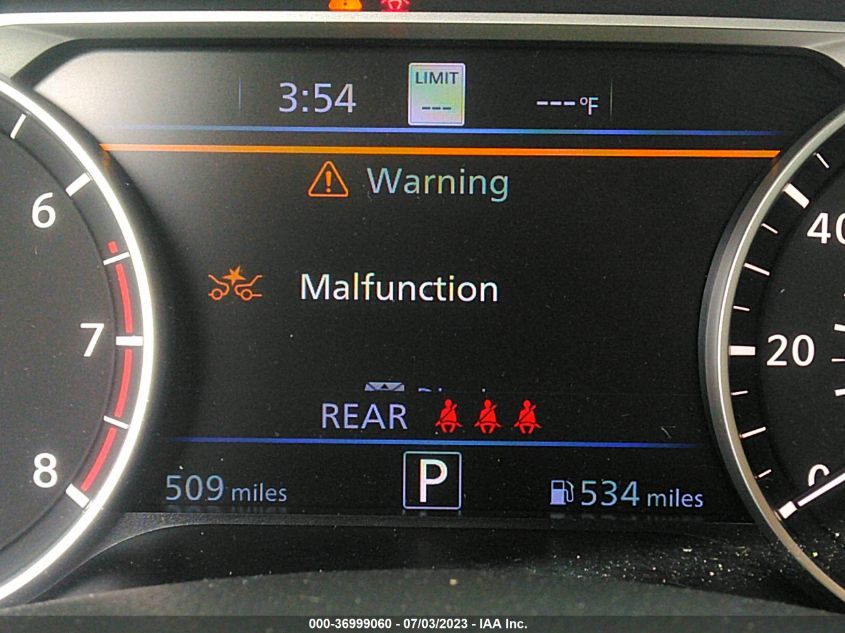 3:54
LIMIT
---
---°F
Warning
Malfunction
REAR
509 miles
P
534 miles
6
7
8
40
20
0
000-36999060 - 07/03/2023 - IAA Inc.